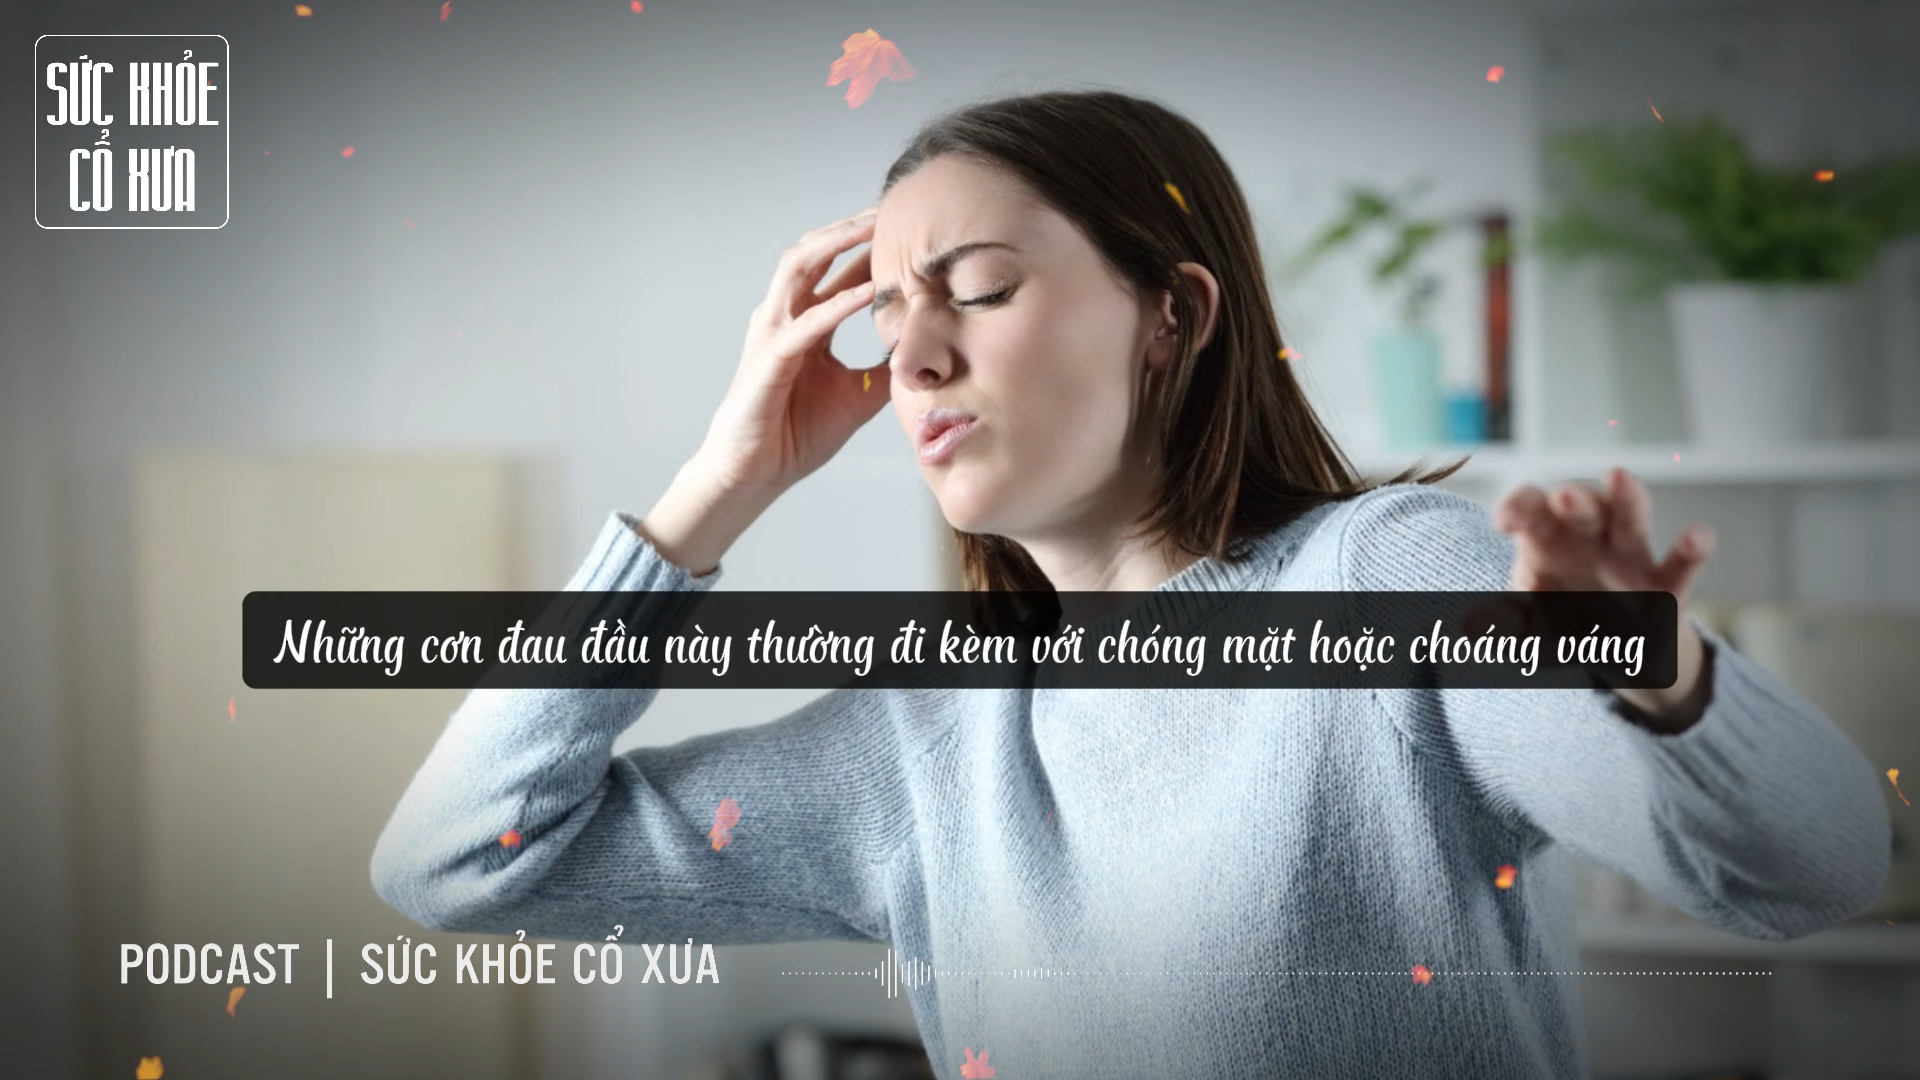 SỨC KHỎE
CỔ XƯA
Những cơn đau đầu này thường đi kèm với chóng mặt hoặc choáng váng
PODCAST | SỨC KHỎE CỔ XƯA